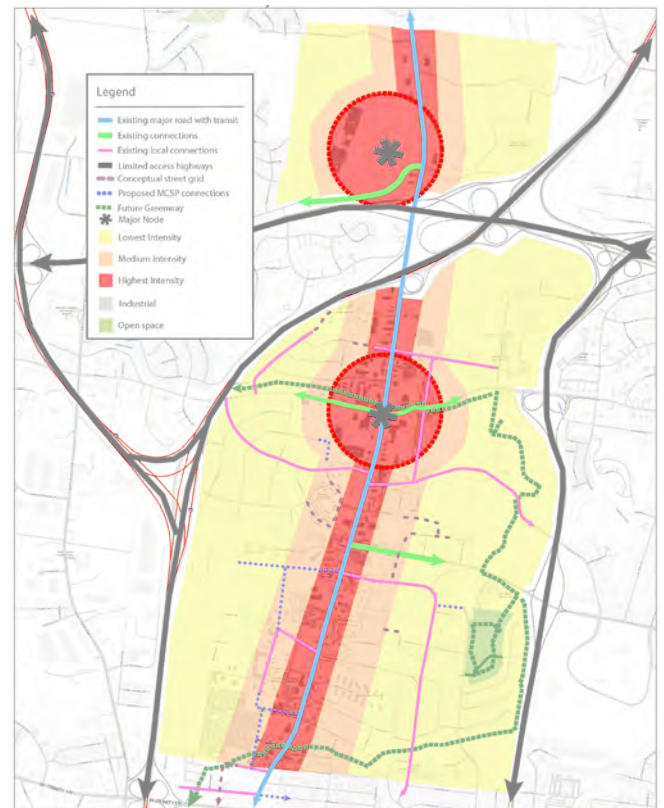 Legend
Existing major road with transit
Existing connections
Existing local connections
Limited access highways
Conceptual street grid
Proposed MCSP connections
Future Greenway
Major Node
Lowest Intensity
Medium Intensity
Highest Intensity
Industrial
Open space